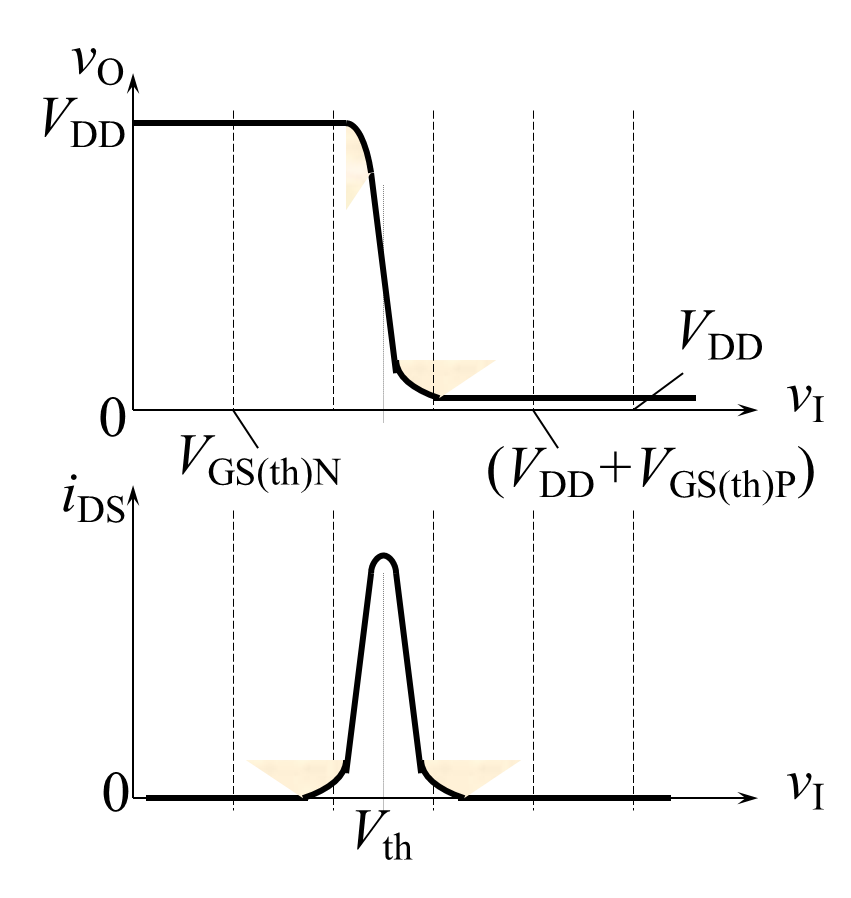 vO
VDD
VDD
0
vI
VGS(th)N
(VDD+VGS(th)P)
iDS
0
vI
Vth